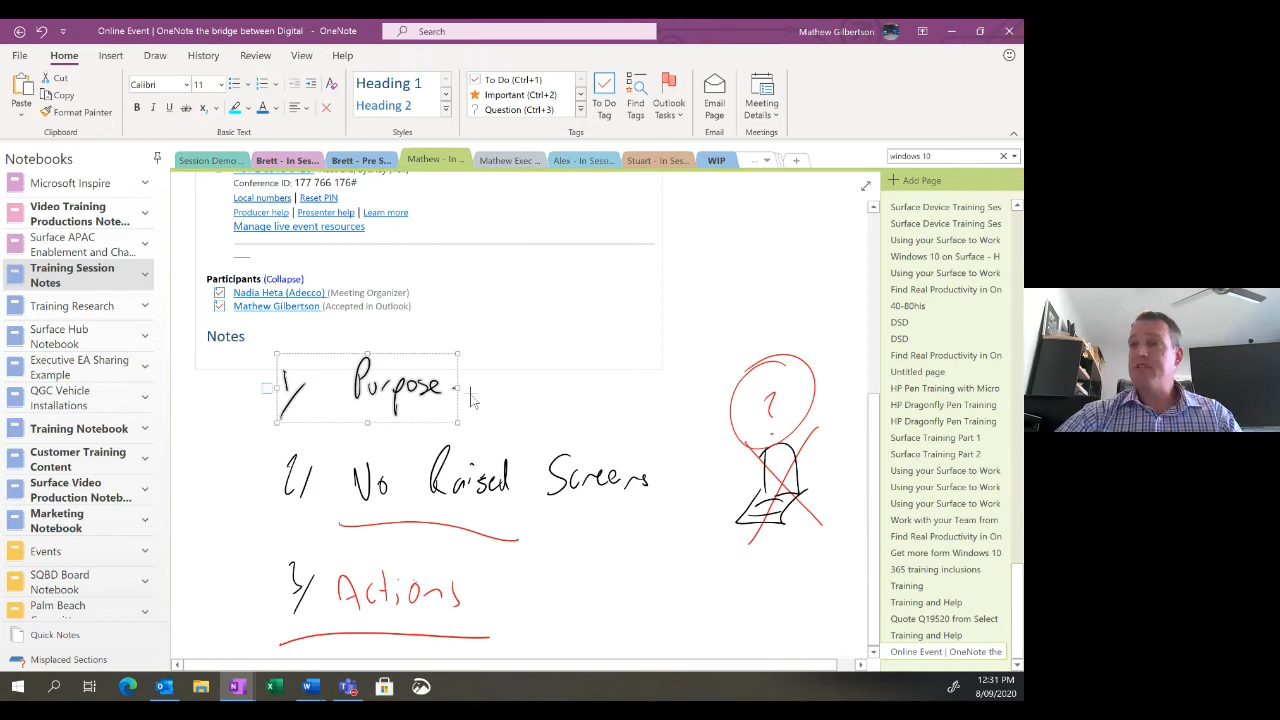 Online Event | OneNote the bridge between Digital - OneNote
Search
Mathew Gilbertson
File Home Insert Draw History Review View Help
Paste
Cut
Copy
Format Painter
Clipboard
Calibri 11
B I U ab x
Basic Text
Heading 1
Heading 2
Styles
To Do (Ctrl+1)
Important (Ctrl+2)
Question (Ctrl+3)
To Do Tag
Find Tags
Outlook Tasks
Tags
Email Page
Email
Meeting Details
Meetings
Notebooks
Session Demo ...
Brett - In Ses...
Brett - Pre S...
Mathew - In ...
Mathew Exec ...
Alex - In Sessi...
Stuart - In Ses...
WIP
windows 10
Microsoft Inspire
Video Training
Productions Note...
Surface APAC
Enablement and Cha...
Training Session
Notes
Training Research
Surface Hub
Notebook
Executive EA Sharing
Example
QGC Vehicle
Installations
Training Notebook
Customer Training
Content
Surface Video
Production Noteb...
Marketing
Notebook
Events
SQBD Board
Notebook
Palm Beach
Quick Notes
Misplaced Sections
Conference ID: 177 766 176#
Local numbers | Reset PIN
Producer help | Presenter help | Learn more
Manage live event resources
Participants (Collapse)
Nadia Heta (Adecco) (Meeting Organizer)
Mathew Gilbertson (Accepted in Outlook)
Notes
1/ Purpose
2/ No Raised Screens
3/ Actions
?
Add Page
Surface Device Training Ses
Surface Device Training Ses
Using your Surface to Work
Windows 10 on Surface - H
Using your Surface to Work
Find Real Productivity in On
40-80his
DSD
DSD
Find Real Productivity in On
Untitled page
HP Pen Training with Micro
HP Dragonfly Pen Training
HP Dragonfly Pen Training
Surface Training Part 1
Surface Training Part 2
Using your Surface to Work
Using your Surface to Work
Using your Surface to Work
Work with your Team from
Find Real Productivity in On
Get more form Windows 10
365 training inclusions
Training
Training and Help
Quote Q19520 from Select
Training and Help
Online Event | OneNote the
12:31 PM
8/09/2020